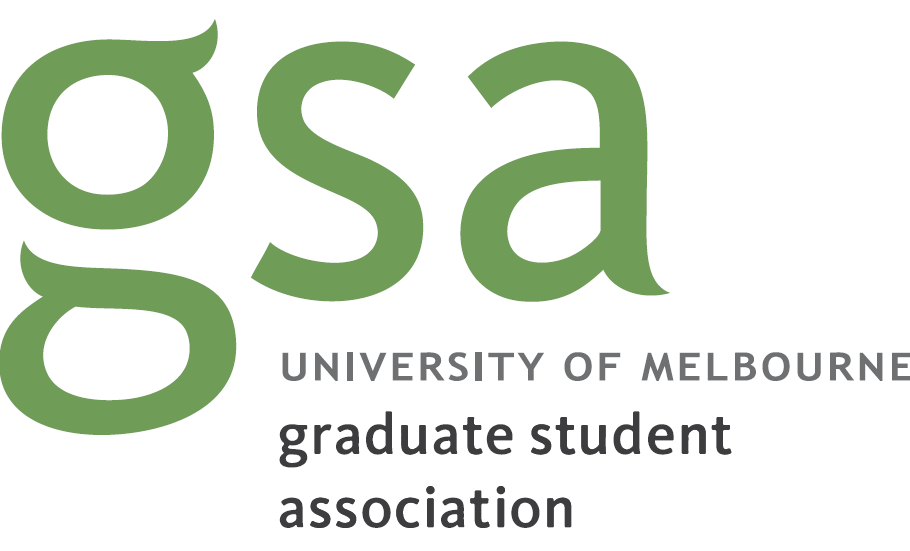 gsa
UNIVERSITY OF MELBOURNE
graduate student
association